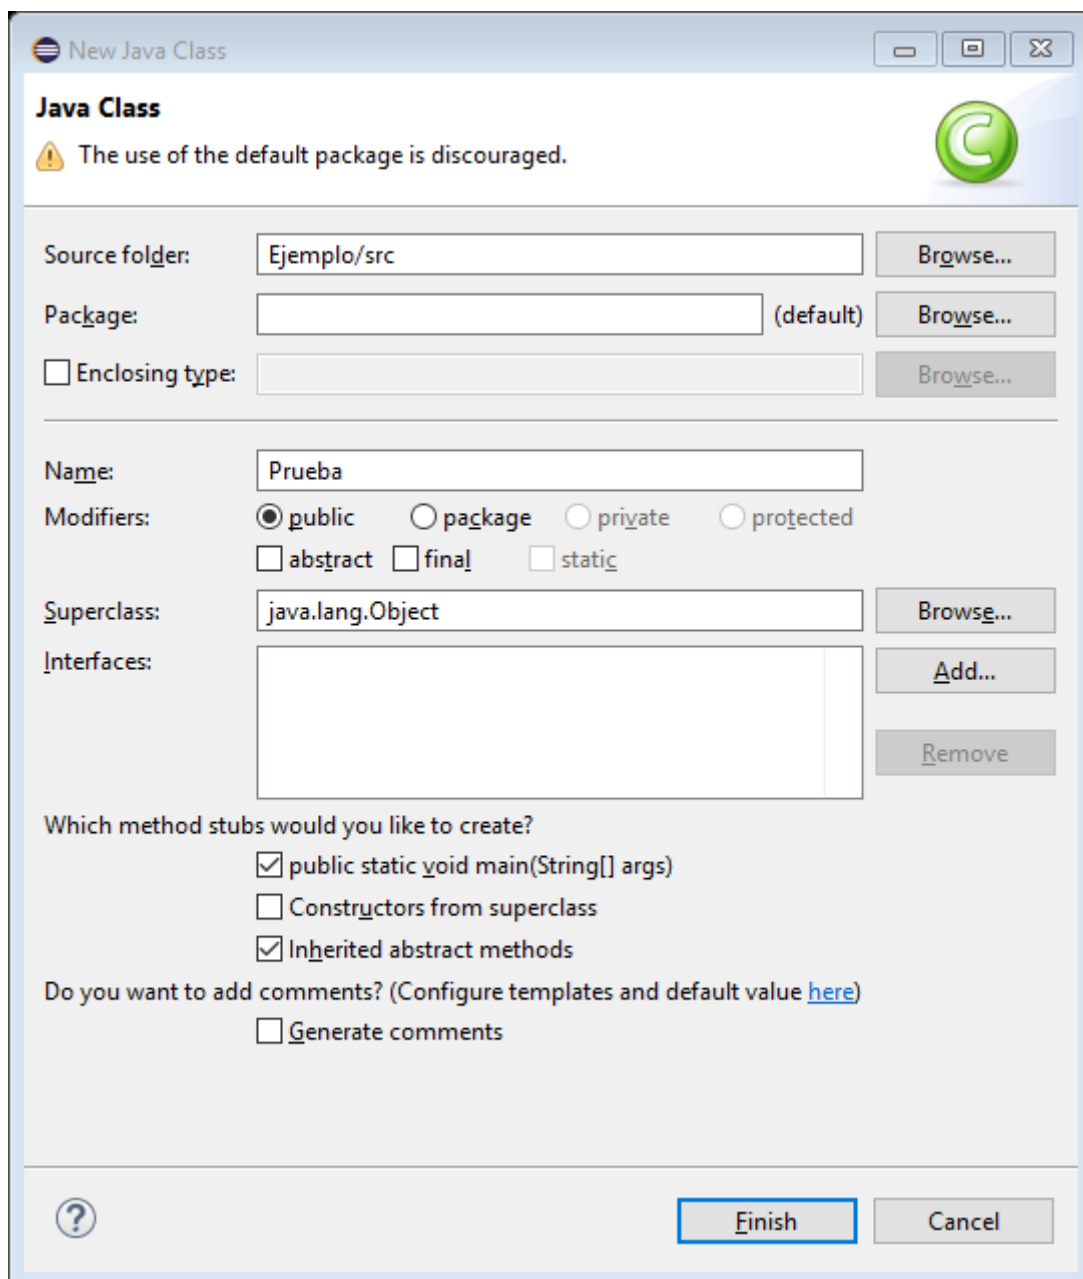 New Java Class
Java Class
The use of the default package is discouraged.
Source folder: Ejemplo/src Browse...
Package: (default) Browse...
Enclosing type: Browse...
Name: Prueba
Modifiers: public package private protected
abstract final static
Superclass: java.lang.Object Browse...
Interfaces: Add...
Remove
Which method stubs would you like to create?
public static void main(String[] args)
Constructors from superclass
Inherited abstract methods
Do you want to add comments? (Configure templates and default value here)
Generate comments
Finish Cancel